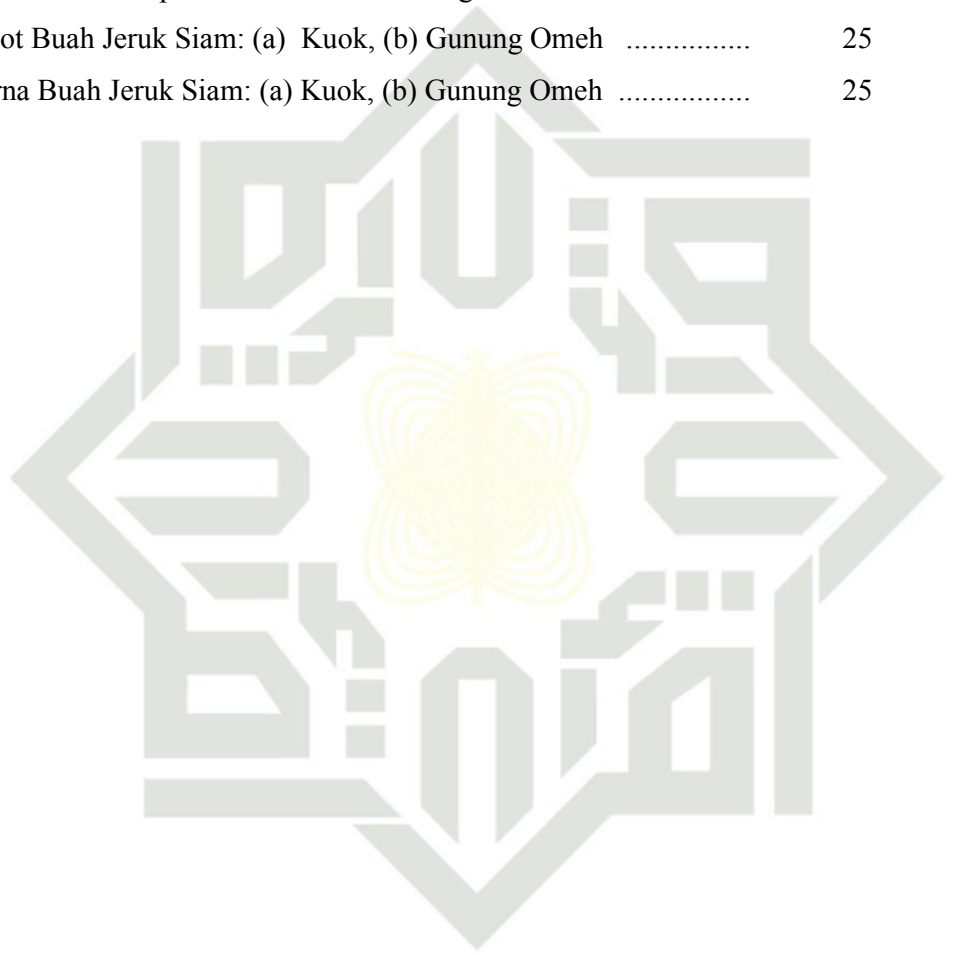 ot Buah Jeruk Siam: (a) Kuok, (b) Gunung Omeh ............... 25
rna Buah Jeruk Siam: (a) Kuok, (b) Gunung Omeh ................ 25